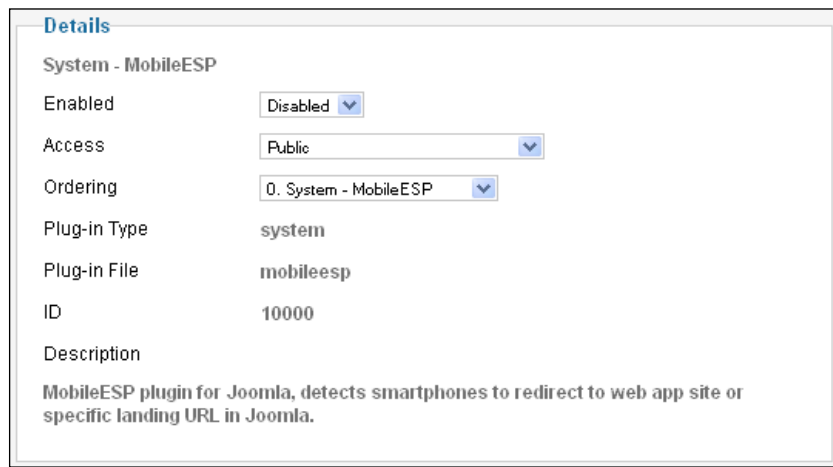 Details
System - MobileESP
Enabled Disabled
Access Public
Ordering 0. System - MobileESP
Plug-in Type system
Plug-in File mobileesp
ID 10000
Description
MobileESP plugin for Joomla, detects smartphones to redirect to web app site or
specific landing URL in Joomla.